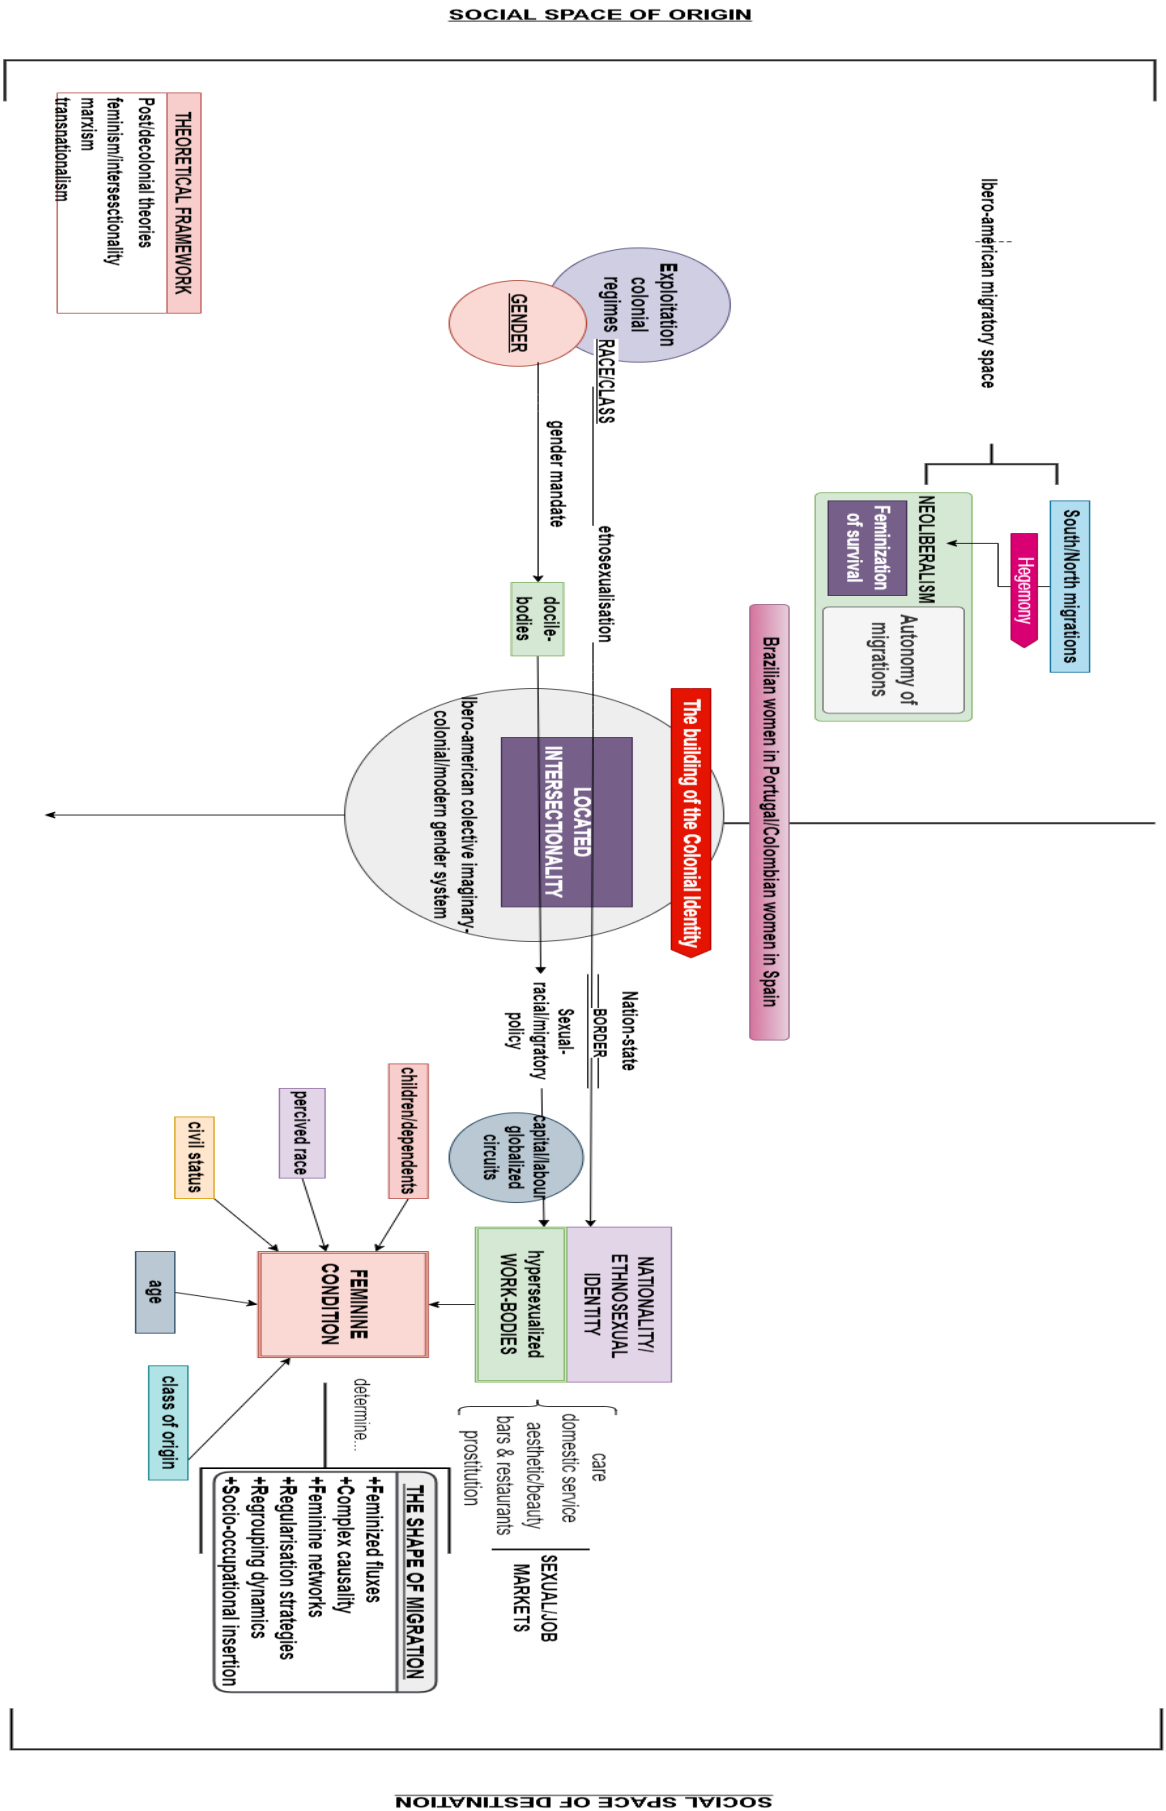 SOCIAL SPACE OF ORIGIN
Ibero-american migratory space
South/North migrations
Hegemony
NEOLIBERALISM
Feminization
of survival
Autonomy of
migrations
Brazilian women in Portugal/Colombian women in Spain
The building of the Colonial Identity
Exploitation
colonial
regimes
RACE/CLASS
GENDER
etnosexualisation
gender mandate
docile-
bodies
LOCATED
INTERSECTIONALITY
Ibero-american colective imaginary-
colonial/modern gender system
Nation-state
BORDER
Sexual-
racial/migratory
policy
capital/labour
globalized
circuits
NATIONALITY/
ETHNOSEXUAL
IDENTITY
hypersexualized
WORK-BODIES
care
domestic service
aesthetic/beauty
bars & restaurants
prostitution
SEXUAL/JOB
MARKETS
children/dependents
percived race
civil status
age
class of origin
FEMININE
CONDITION
determine...
THE SHAPE OF MIGRATION
+Feminized fluxes
+Complex causality
+Feminine networks
+Regularisation strategies
+Regrouping dynamics
+Socio-occupational insertion
THEORETICAL FRAMEWORK
Post/decolonial theories
feminism/intersesctionality
marxism
transnationalism
SOCIAL SPACE OF DESTINATION